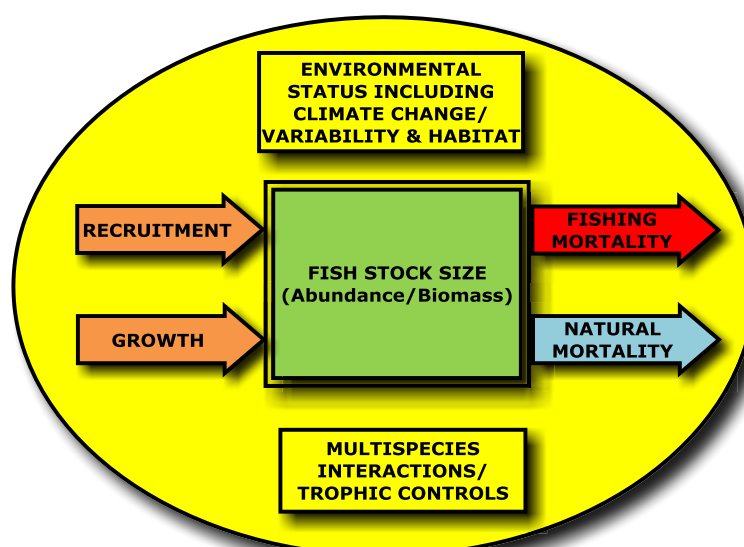 ENVIRONMENTAL
STATUS INCLUDING
CLIMATE CHANGE/
VARIABILITY & HABITAT
RECRUITMENT
FISHING
MORTALITY
FISH STOCK SIZE
(Abundance/Biomass)
GROWTH
NATURAL
MORTALITY
MULTISPECIES
INTERACTIONS/
TROPHIC CONTROLS